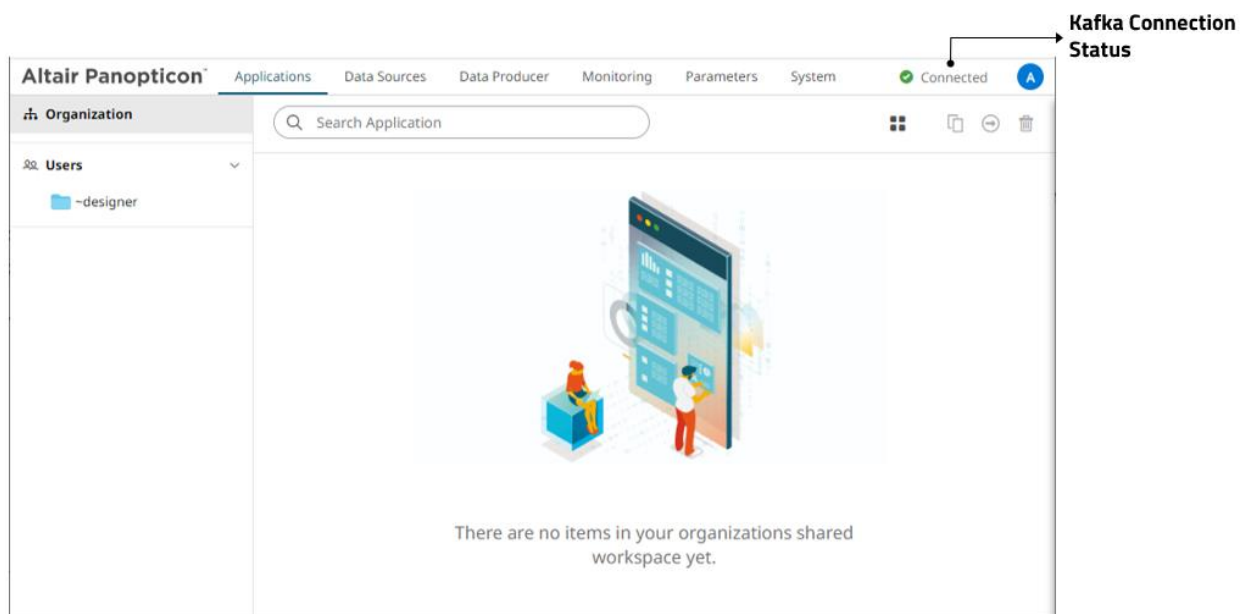 Kafka Connection
Status
Altair Panopticon™ Applications Data Sources Data Producer Monitoring Parameters System Connected A
Organization
Search Application
Users
~designer
There are no items in your organizations shared
workspace yet.